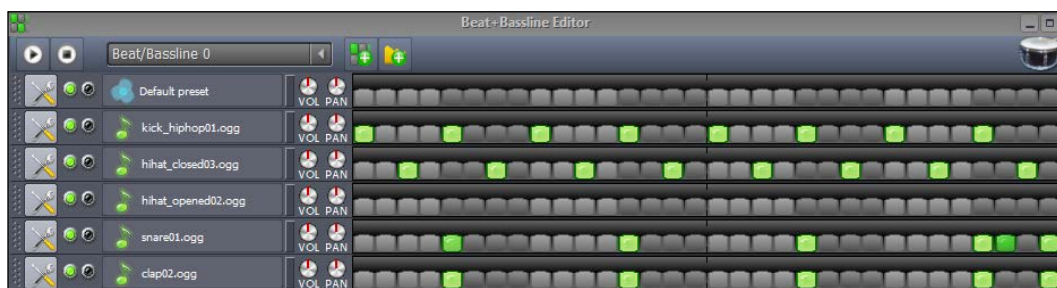 Beat+Bassline Editor
Beat/Bassline 0
Default preset
VOL PAN
kick_hiphop01.ogg
VOL PAN
hihat_closed03.ogg
VOL PAN
hihat_opened02.ogg
VOL PAN
snare01.ogg
VOL PAN
clap02.ogg
VOL PAN